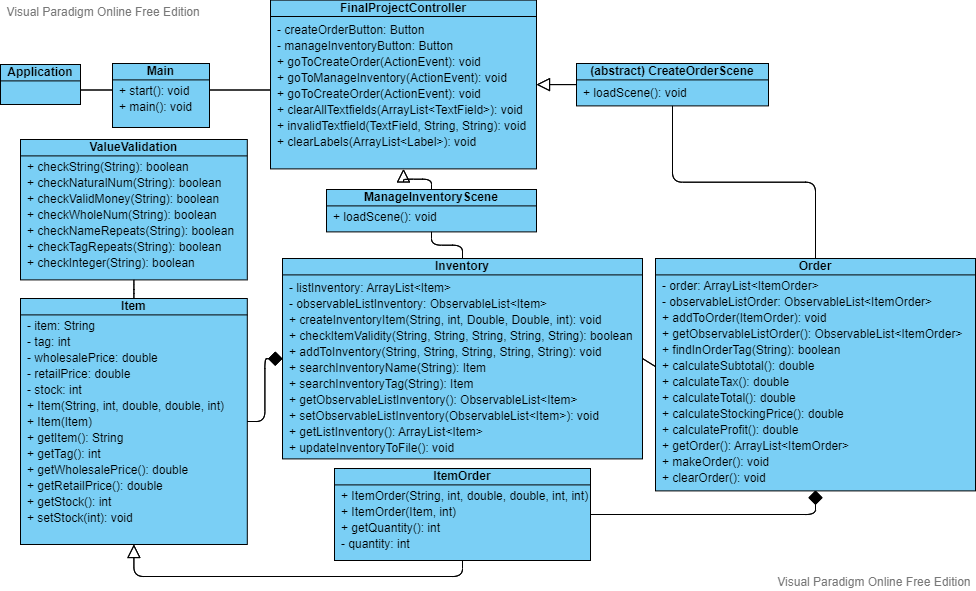 Visual Paradigm Online Free Edition
FinalProjectController
- createOrderButton: Button
- manageInventoryButton: Button
+ goToCreateOrder(ActionEvent): void
+ goToManageInventory(ActionEvent): void
+ goToCreateOrder(ActionEvent): void
+ clearAllTextfields(ArrayList<TextField>): void
+ invalidTextfield(TextField, String, String): void
+ clearLabels(ArrayList<Label>): void
Application
Main
+ start(): void
+ main(): void
(abstract) CreateOrderScene
+ loadScene(): void
ValueValidation
+ checkString(String): boolean
+ checkNaturalNum(String): boolean
+ checkValidMoney(String): boolean
+ checkWholeNum(String): boolean
+ checkNameRepeats(String): boolean
+ checkTagRepeats(String): boolean
+ checkInteger(String): boolean
ManageInventoryScene
+ loadScene(): void
Item
- item: String
- tag: int
- wholesalePrice: double
- retailPrice: double
- stock: int
+ Item(String, int, double, double, int)
+ Item(Item)
+ getItem(): String
+ getTag(): int
+ getWholesalePrice(): double
+ getRetailPrice(): double
+ getStock(): int
+ setStock(int): void
Inventory
- listInventory: ArrayList<Item>
- observableListInventory: ObservableList<Item>
+ createInventoryItem(String, int, Double, Double, int): void
+ checkItemValidity(String, String, String, String, String): boolean
+ addToInventory(String, String, String, String, String): void
+ searchInventoryName(String): Item
+ searchInventoryTag(String): Item
+ getObservableListInventory(): ObservableList<Item>
+ setObservableListInventory(ObservableList<Item>): void
+ getListInventory(): ArrayList<Item>
+ updateInventoryToFile(): void
Order
- order: ArrayList<ItemOrder>
- observableListOrder: ObservableList<ItemOrder>
+ addToOrder(ItemOrder): void
+ getObservableListOrder(): ObservableList<ItemOrder>
+ findInOrderTag(String): boolean
+ calculateSubtotal(): double
+ calculateTax(): double
+ calculateTotal(): double
+ calculateStockingPrice(): double
+ calculateProfit(): double
+ getOrder(): ArrayList<ItemOrder>
+ makeOrder(): void
+ clearOrder(): void
ItemOrder
+ ItemOrder(String, int, double, double, int, int)
+ ItemOrder(Item, int)
+ getQuantity(): int
- quantity: int
Visual Paradigm Online Free Edition